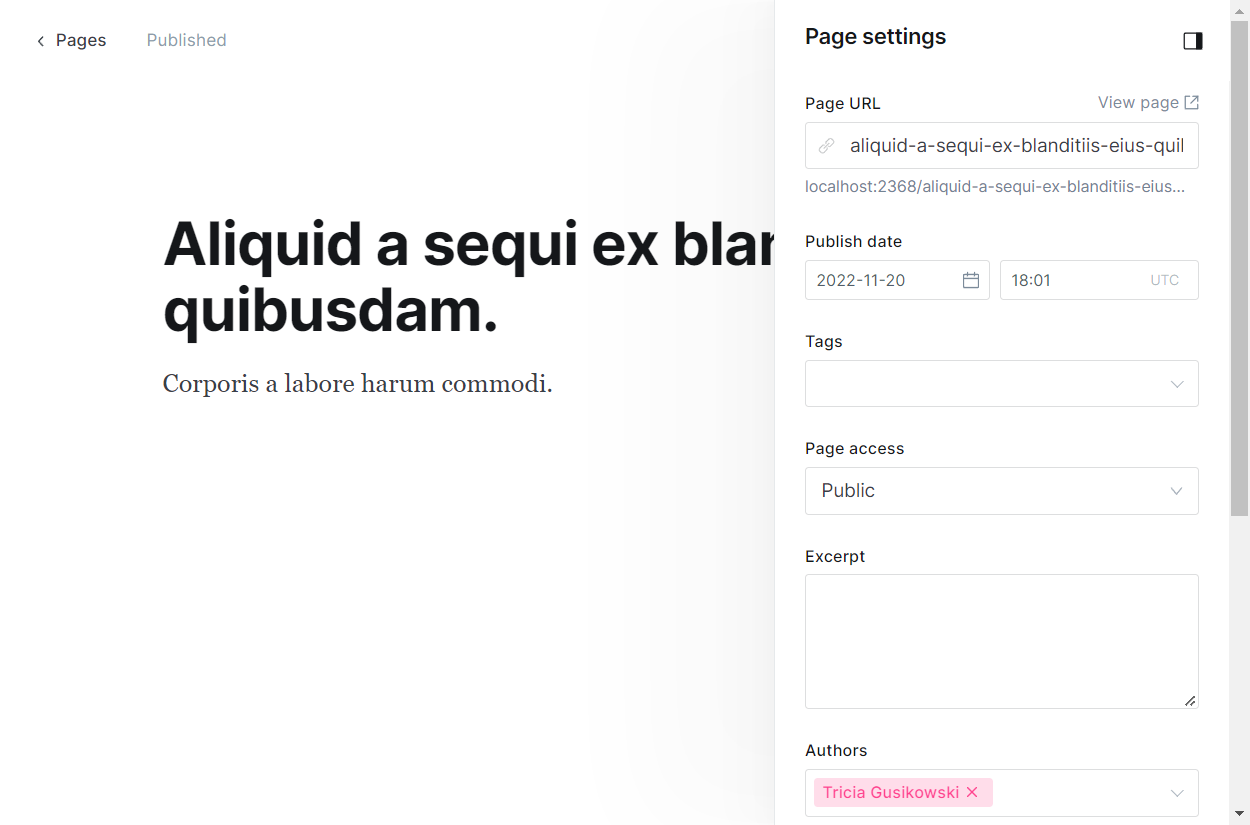 Pages Published
Aliquid a sequi ex
quibusdam.
Corporis a labore harum commodi.
Page settings
Page URL View page
aliquid-a-sequi-ex-blanditiis-eius-qui
localhost:2368/aliquid-a-sequi-ex-blanditiis-eius...
Publish date
2022-11-20 18:01 UTC
Tags
Page access
Public
Excerpt
Authors
Tricia Gusikowski